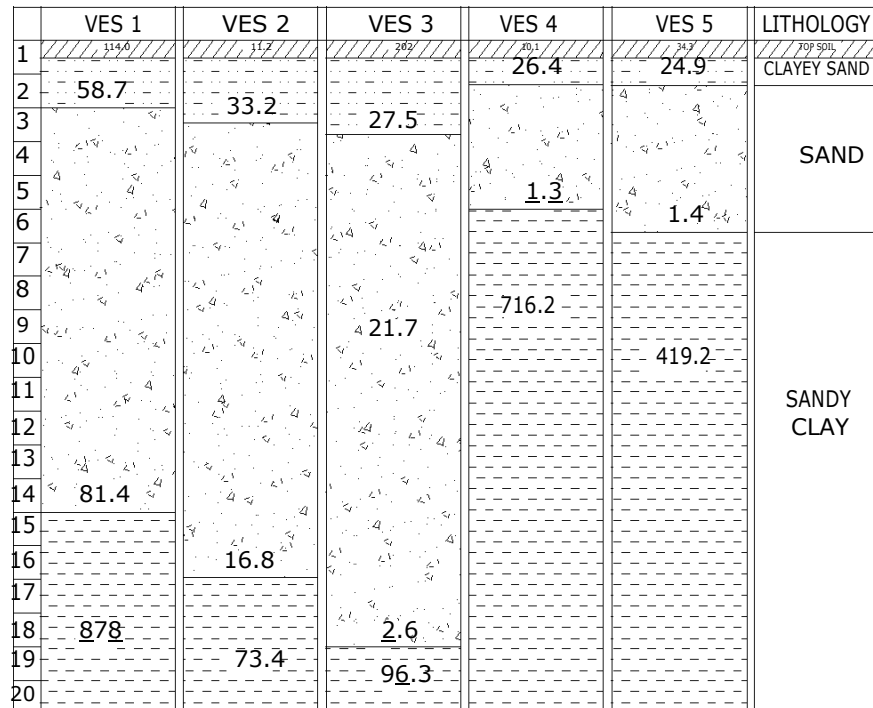 VES 1 VES 2 VES 3 VES 4 VES 5 LITHOLOGY
1 114.0 11.2 202 10.1 34.3 TOP SOIL
26.4 24.9 CLAYEY SAND
2 58.7 33.2
3 27.5
4 SAND
5 1.3
6 1.4
7
8 716.2
9 21.7
10 419.2
11 SANDY
12 CLAY
13
14 81.4
15
16 16.8
17
18 878 2.6
19 73.4 96.3
20